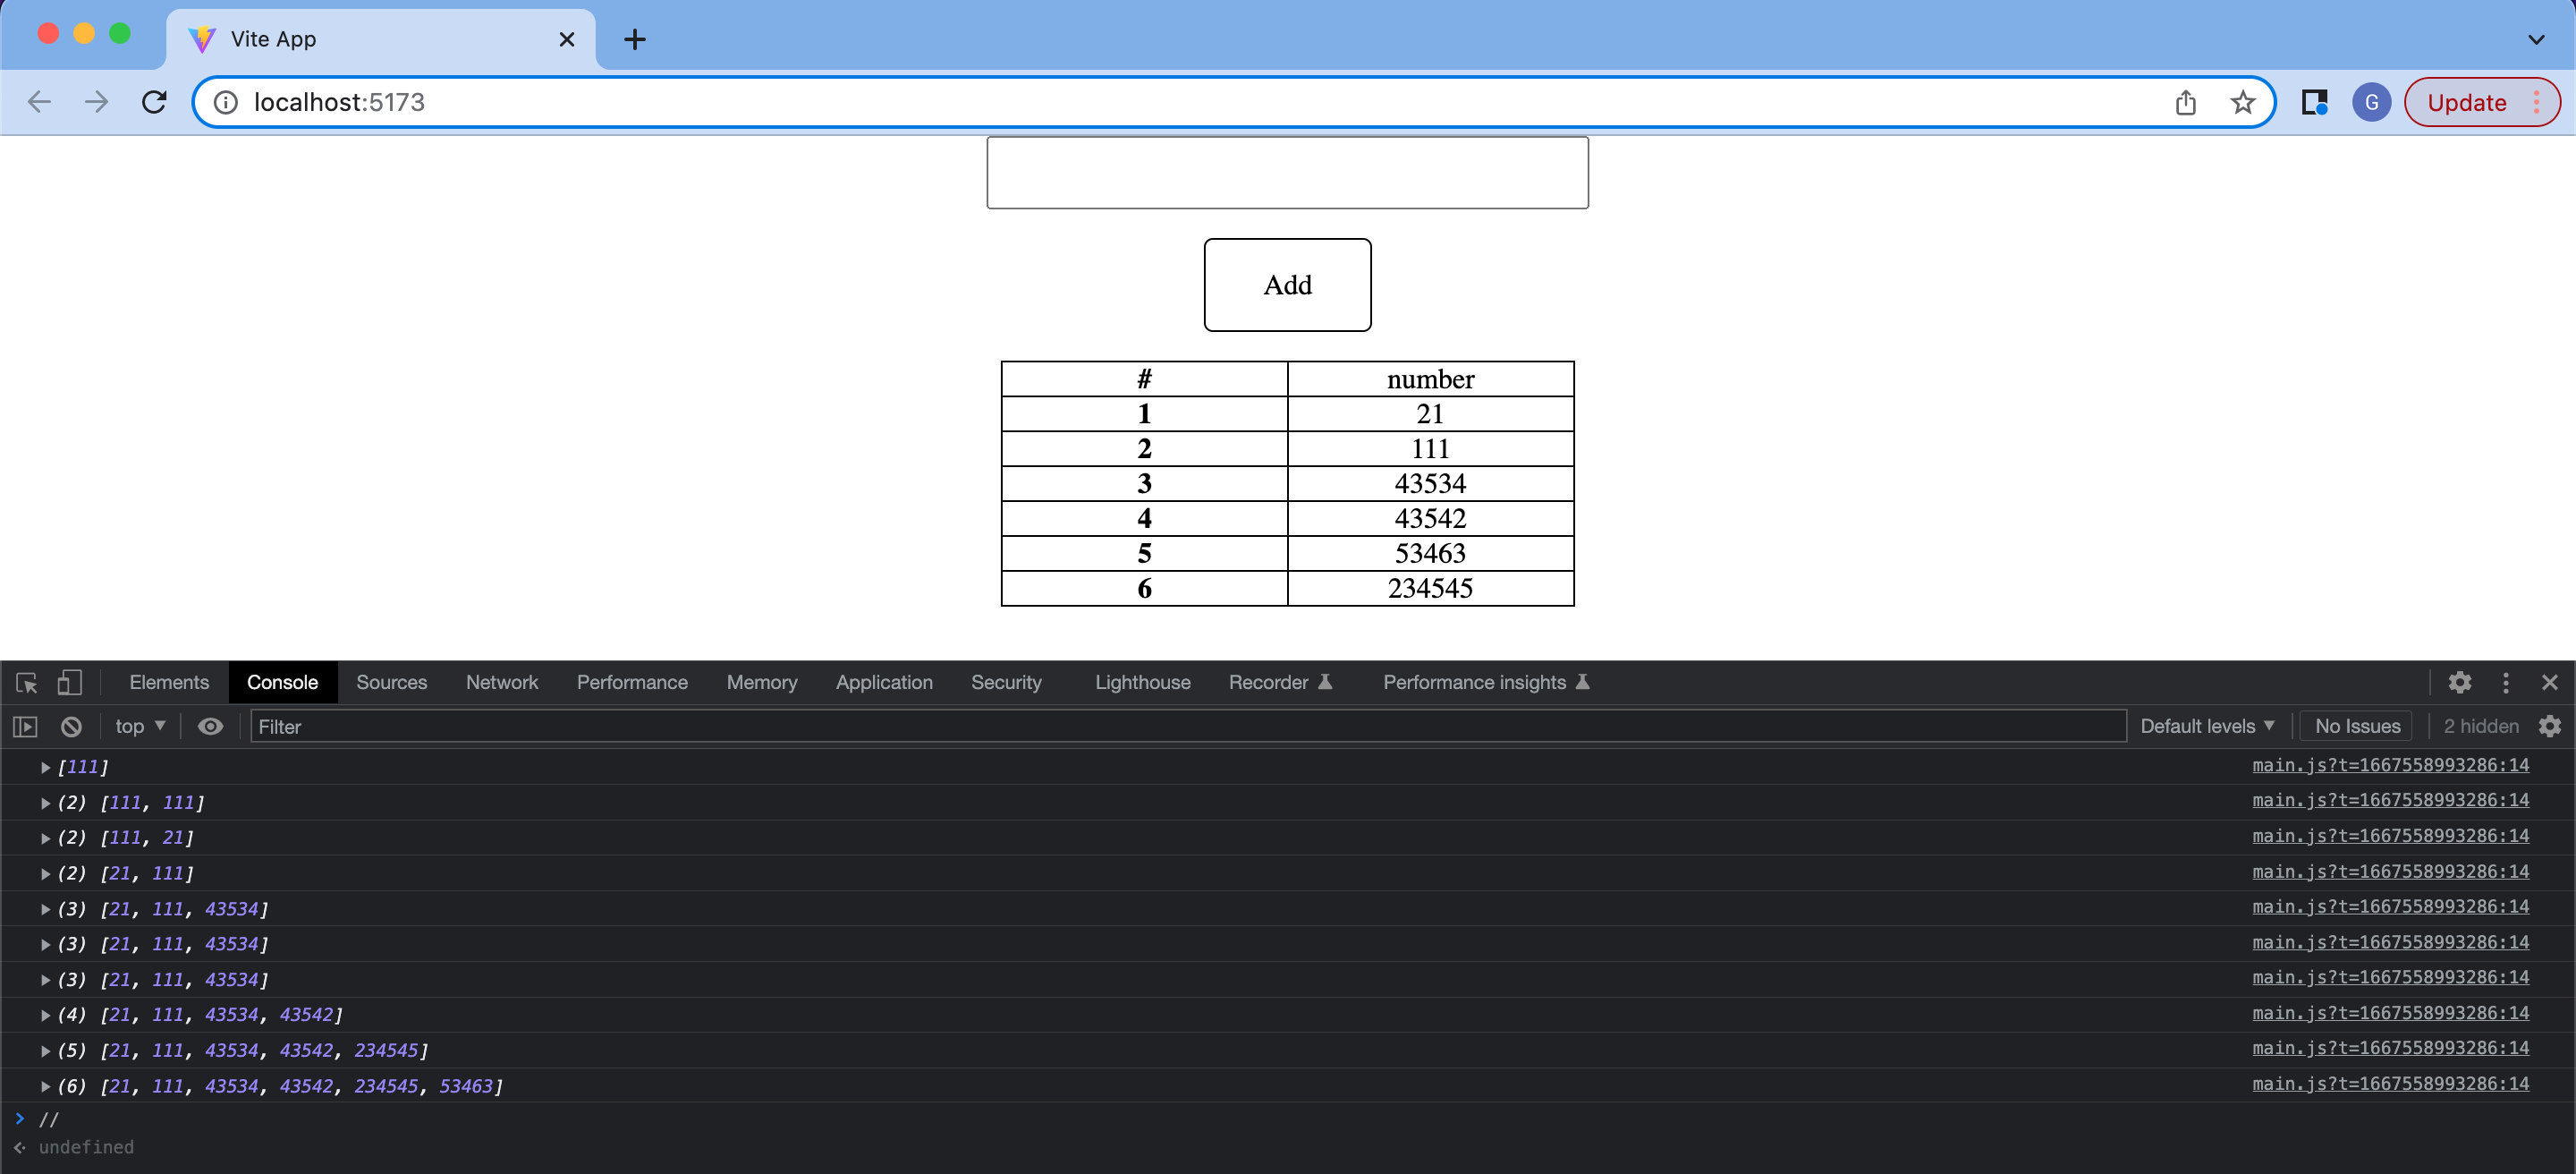 Vite App
localhost:5173
G
Update
Add
# number
1 21
2 111
3 43534
4 43542
5 53463
6 234545
Elements Console Sources Network Performance Memory Application Security Lighthouse Recorder Performance insights
top Filter Default levels No Issues 2 hidden
[111] main.js?t=1667558993286:14
(2) [111, 111] main.js?t=1667558993286:14
(2) [111, 21] main.js?t=1667558993286:14
(2) [21, 111] main.js?t=1667558993286:14
(3) [21, 111, 43534] main.js?t=1667558993286:14
(3) [21, 111, 43534] main.js?t=1667558993286:14
(3) [21, 111, 43534] main.js?t=1667558993286:14
(4) [21, 111, 43534, 43542] main.js?t=1667558993286:14
(5) [21, 111, 43534, 43542, 234545] main.js?t=1667558993286:14
(6) [21, 111, 43534, 43542, 234545, 53463] main.js?t=1667558993286:14
> //
undefined